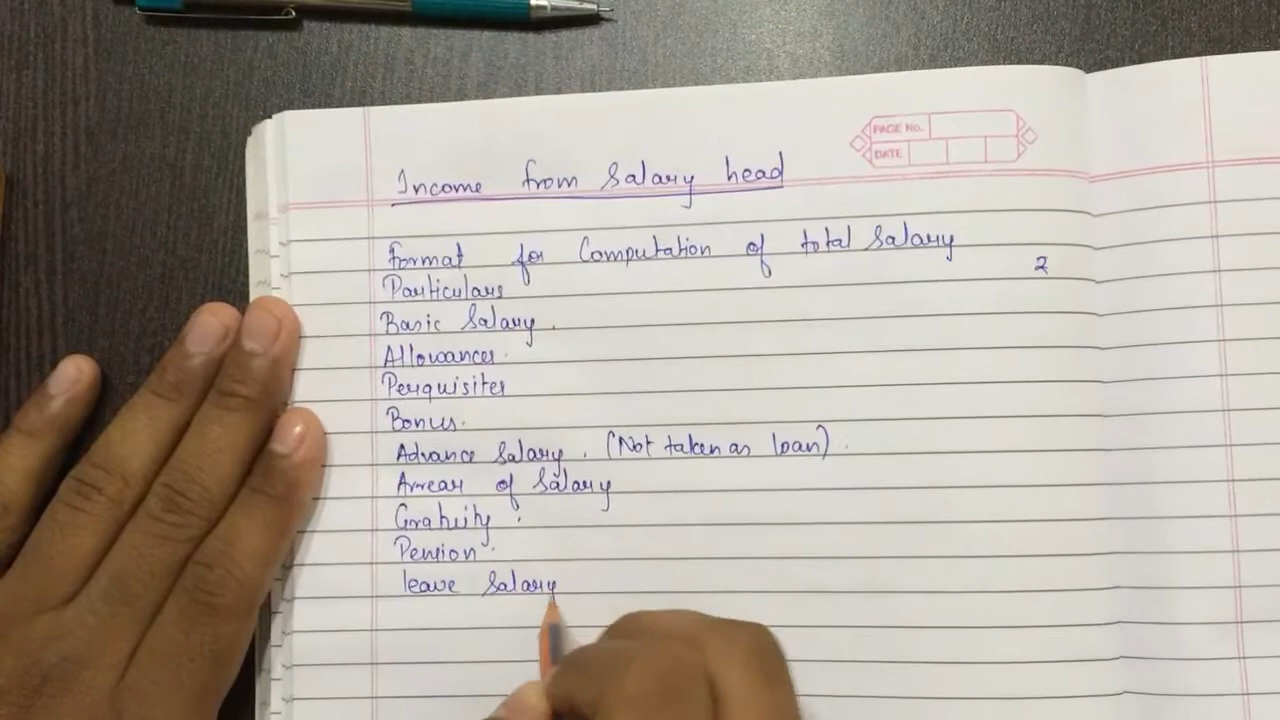 PAGE No.
DATE
Income from Salary head
Format for Computation of total Salary
Particulars ₹
Basic Salary.
Allowances.
Perquisites
Bonus.
Advance Salary. (Not taken as loan).
Arrear of Salary
Gratuity.
Pension.
leave Salary